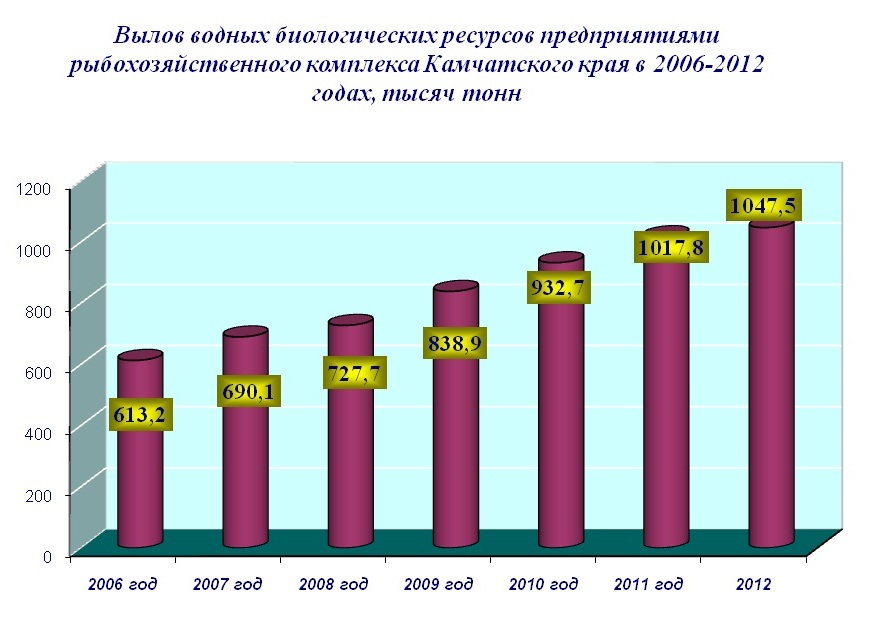 Вылов водных биологических ресурсов предприятиями
рыбохозяйственного комплекса Камчатского края в 2006-2012
годах, тысяч тонн
1200
1000
800
600
400
200
0
613,2
690,1
727,7
838,9
932,7
1017,8
1047,5
2006 год
2007 год
2008 год
2009 год
2010 год
2011 год
2012